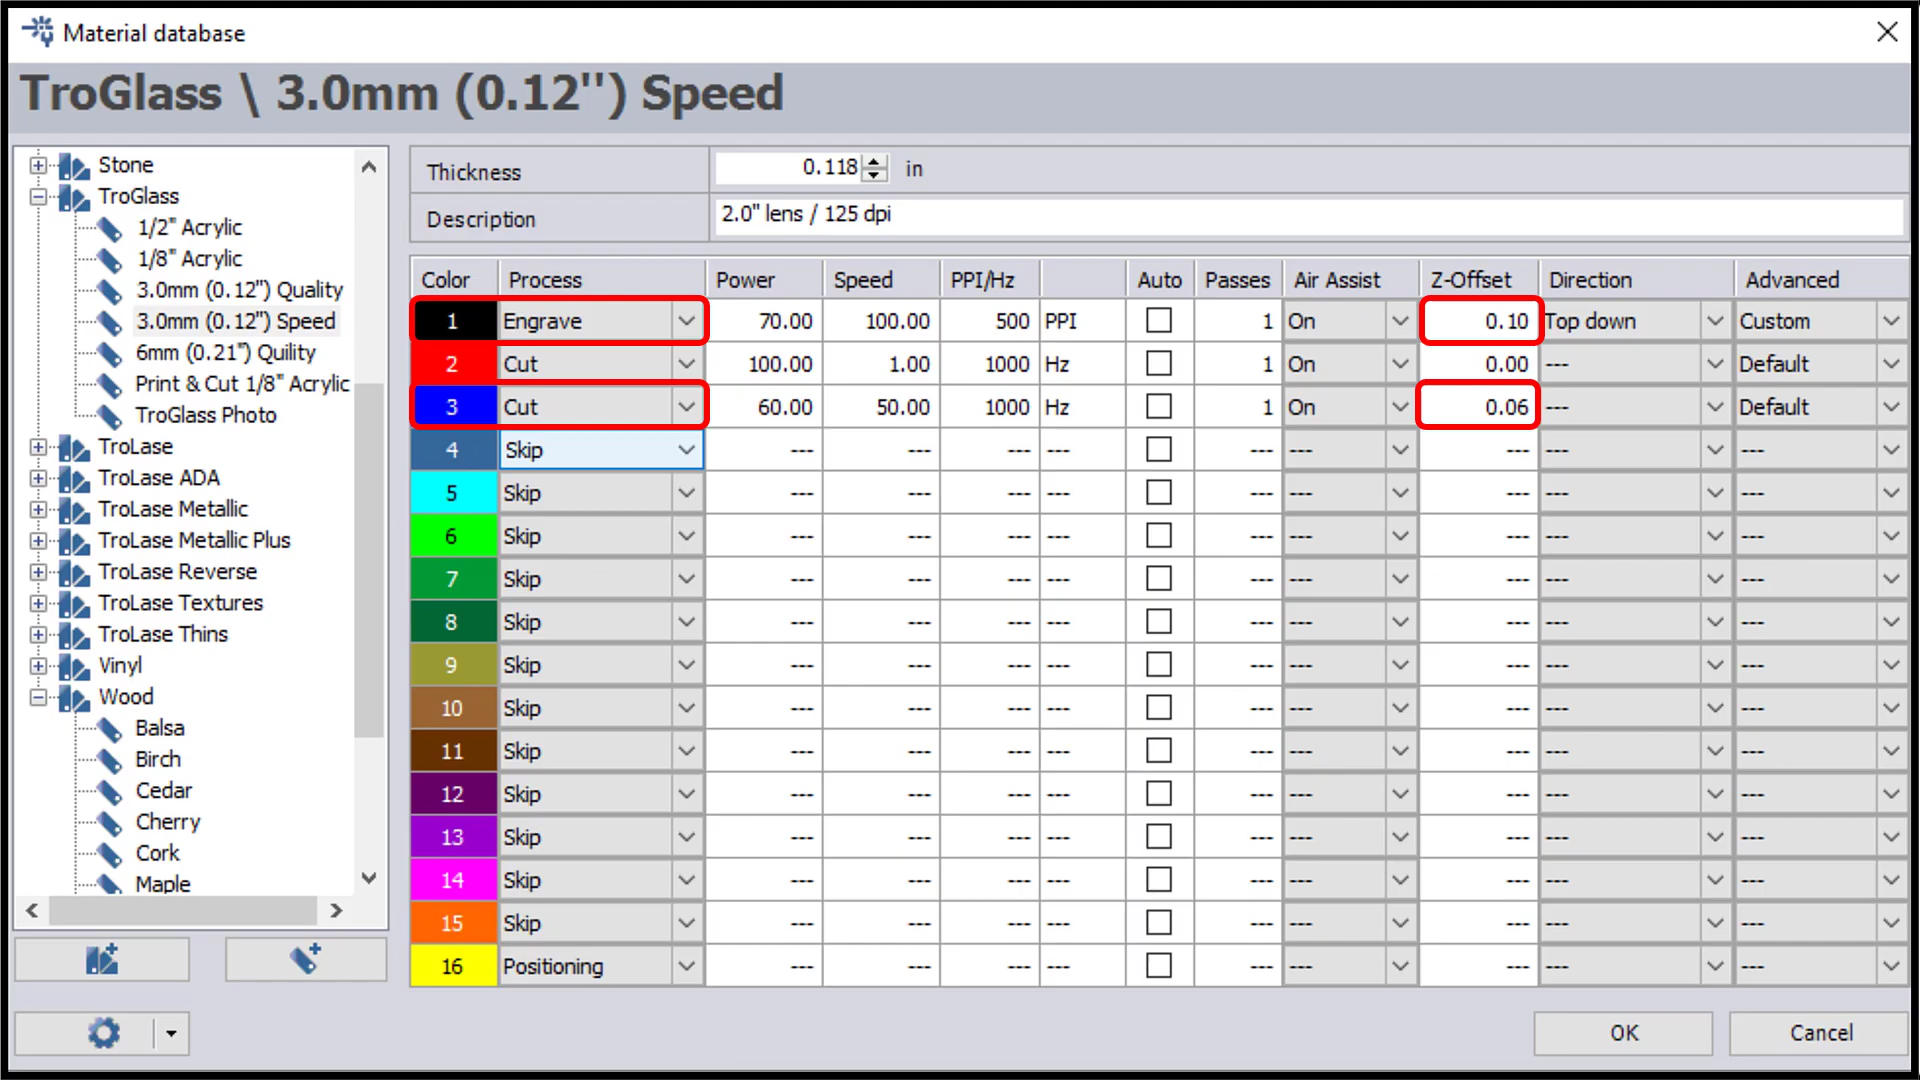 Material database
TroGlass \ 3.0mm (0.12'') Speed
Stone
TroGlass
1/2" Acrylic
1/8" Acrylic
3.0mm (0.12") Quality
3.0mm (0.12") Speed
6mm (0.21") Quility
Print & Cut 1/8" Acrylic
TroGlass Photo
TroLase
TroLase ADA
TroLase Metallic
TroLase Metallic Plus
TroLase Reverse
TroLase Textures
TroLase Thins
Vinyl
Wood
Balsa
Birch
Cedar
Cherry
Cork
Maple
Thickness 0.118 in
Description 2.0" lens / 125 dpi
Color Process Power Speed PPI/Hz Auto Passes Air Assist Z-Offset Direction Advanced
1 Engrave 70.00 100.00 500 PPI 1 On 0.10 Top down Custom
2 Cut 100.00 1.00 1000 Hz 1 On 0.00 --- Default
3 Cut 60.00 50.00 1000 Hz 1 On 0.06 --- Default
4 Skip --- --- --- --- --- --- --- --- ---
5 Skip --- --- --- --- --- --- --- --- ---
6 Skip --- --- --- --- --- --- --- --- ---
7 Skip --- --- --- --- --- --- --- --- ---
8 Skip --- --- --- --- --- --- --- --- ---
9 Skip --- --- --- --- --- --- --- --- ---
10 Skip --- --- --- --- --- --- --- --- ---
11 Skip --- --- --- --- --- --- --- --- ---
12 Skip --- --- --- --- --- --- --- --- ---
13 Skip --- --- --- --- --- --- --- --- ---
14 Skip --- --- --- --- --- --- --- --- ---
15 Skip --- --- --- --- --- --- --- --- ---
16 Positioning --- --- --- --- --- --- --- --- ---
OK Cancel